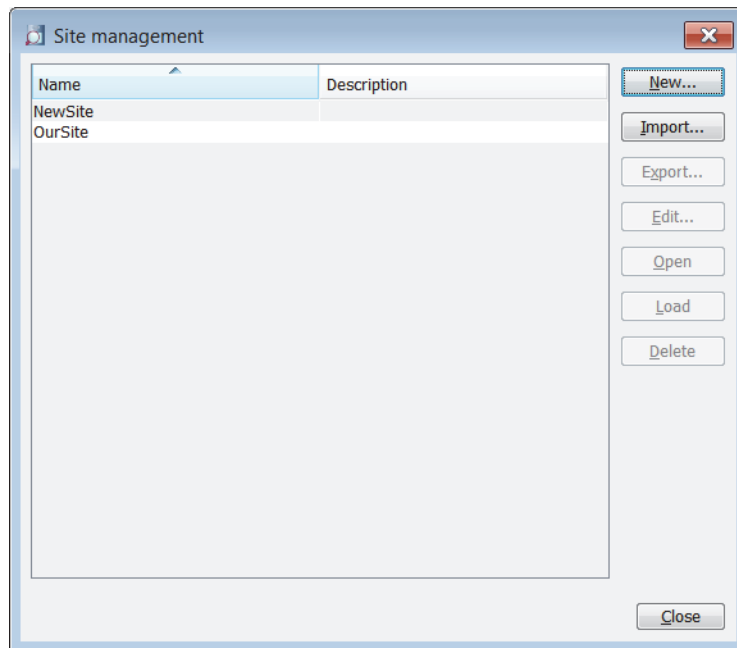 Site management
Name Description
NewSite
OurSite
New...
Import...
Export...
Edit...
Open
Load
Delete
Close